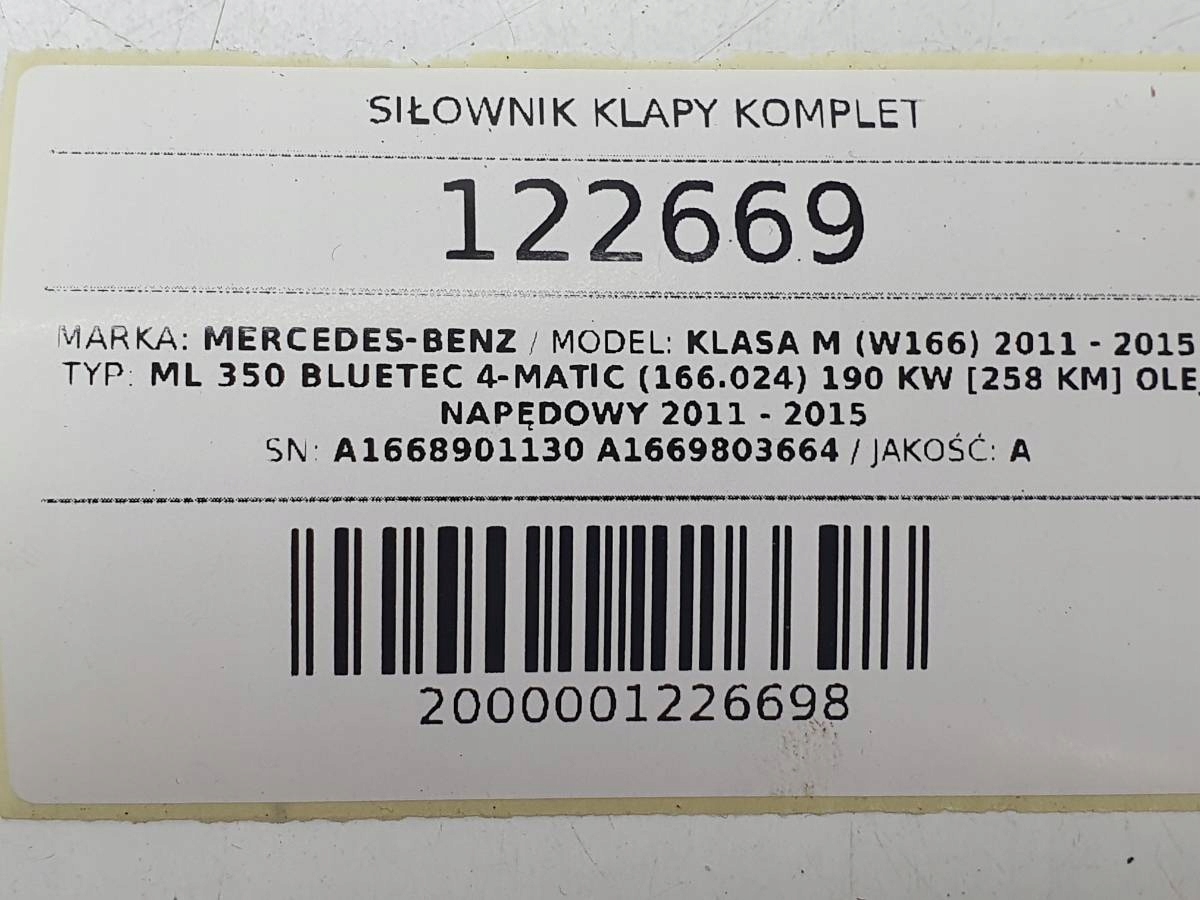 SIŁOWNIK KLAPY KOMPLET
122669
MARKA: MERCEDES-BENZ / MODEL: KLASA M (W166) 2011 - 2015
TYP: ML 350 BLUETEC 4-MATIC (166.024) 190 KW [258 KM] OLEJ
NAPĘDOWY 2011 - 2015
SN: A1668901130 A1669803664 / JAKOŚĆ: A
2000001226698